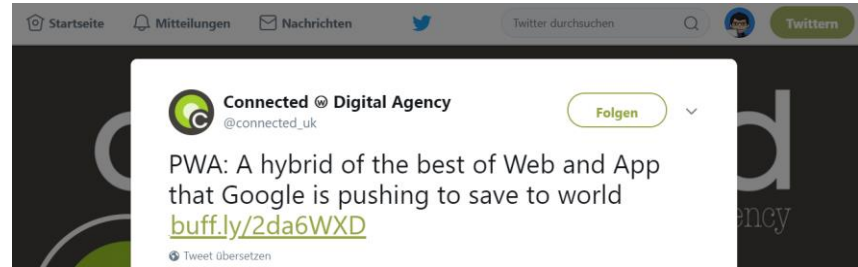 Startseite Mitteilungen Nachrichten Twitter durchsuchen Twittern
Connected ⓦ Digital Agency
@connected_uk
Folgen
PWA: A hybrid of the best of Web and App
that Google is pushing to save to world
buff.ly/2da6WXD
Tweet übersetzen